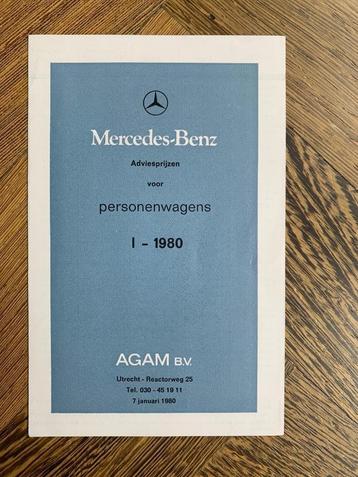 Mercedes-Benz
Adviesprijzen
voor
personenwagens
I - 1980
AGAM B.V.
Utrecht - Reactorweg 25
Tel. 030 - 45 19 11
7 januari 1980